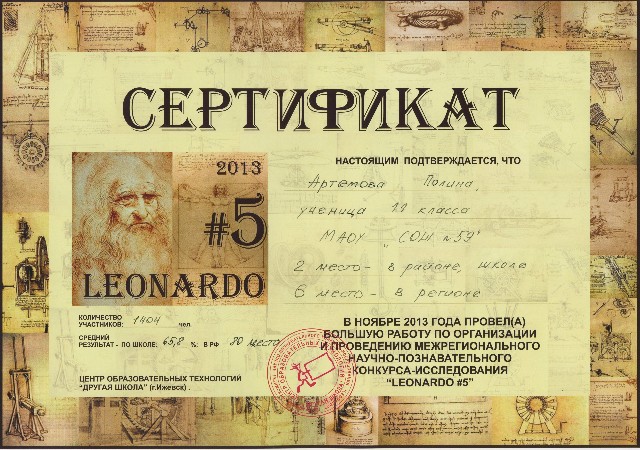 СЕРТИФИКАТ
2013
#5
LEONARDO
НАСТОЯЩИМ ПОДТВЕРЖДАЕТСЯ, ЧТО
Артемова Полина,
ученица 11 класса
МАОУ „СОШ №59"
2 место - в районе, школе
6 место - в регионе
КОЛИЧЕСТВО
УЧАСТНИКОВ: 1404 чел
СРЕДНИЙ
РЕЗУЛЬТАТ - ПО ШКОЛЕ: 65,8 %: В РФ 80 место
ЦЕНТР ОБРАЗОВАТЕЛЬНЫХ ТЕХНОЛОГИЙ
"ДРУГАЯ ШКОЛА" (г.Ижевск) .
В НОЯБРЕ 2013 ГОДА ПРОВЕЛ(А)
БОЛЬШУЮ РАБОТУ ПО ОРГАНИЗАЦИИ
И ПРОВЕДЕНИЮ МЕЖРЕГИОНАЛЬНОГО
НАУЧНО-ПОЗНАВАТЕЛЬНОГО
КОНКУРСА-ИССЛЕДОВАНИЯ
"LEONARDO #5"